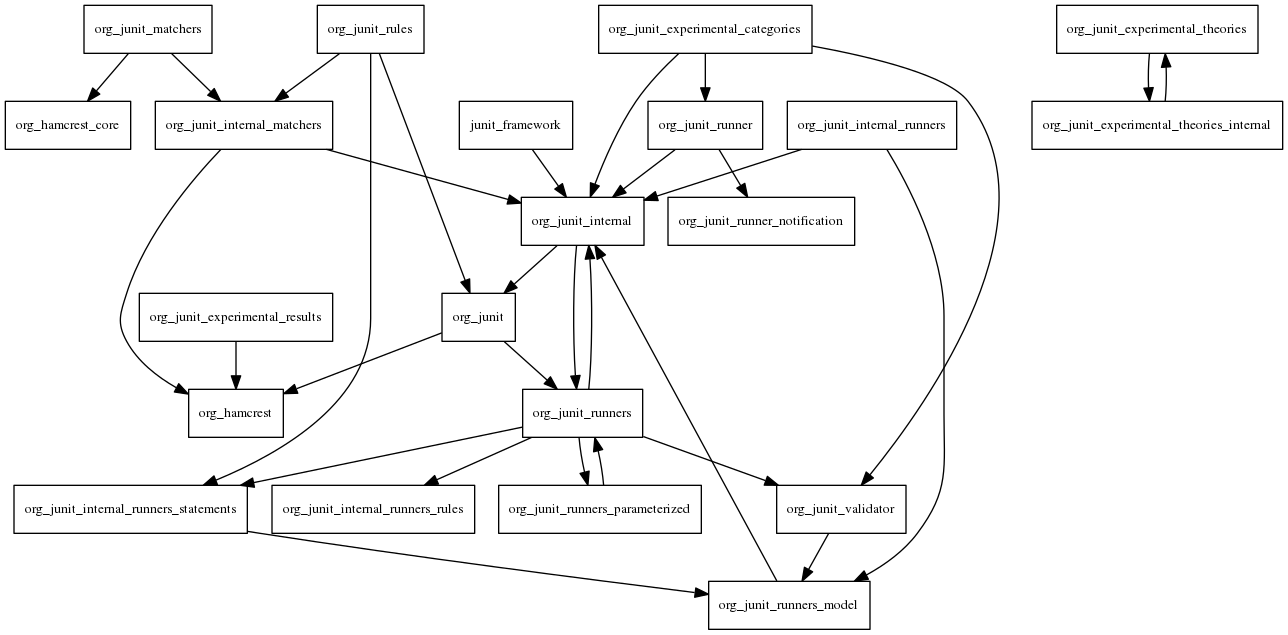 org_junit_matchers
org_junit_rules
org_junit_experimental_categories
org_junit_experimental_theories
org_hamcrest_core
org_junit_internal_matchers
junit_framework
org_junit_runner
org_junit_internal_runners
org_junit_experimental_theories_internal
org_junit_internal
org_junit_runner_notification
org_junit_experimental_results
org_junit
org_hamcrest
org_junit_runners
org_junit_internal_runners_statements
org_junit_internal_runners_rules
org_junit_runners_parameterized
org_junit_validator
org_junit_runners_model